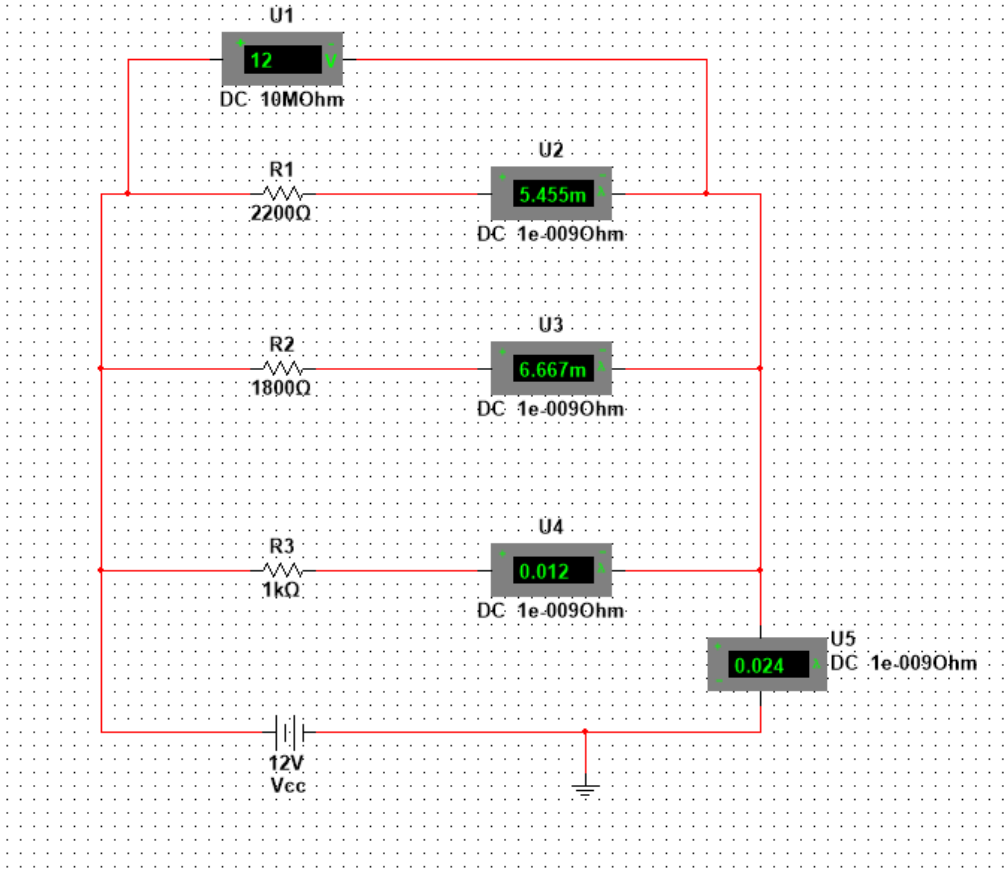 U1
12 V
DC 10MOhm
R1
2200Ω
U2
5.455m A
DC 1e-009Ohm
R2
1800Ω
U3
6.667m A
DC 1e-009Ohm
R3
1kΩ
U4
0.012 A
DC 1e-009Ohm
U5
0.024 A
DC 1e-009Ohm
12V
Vcc